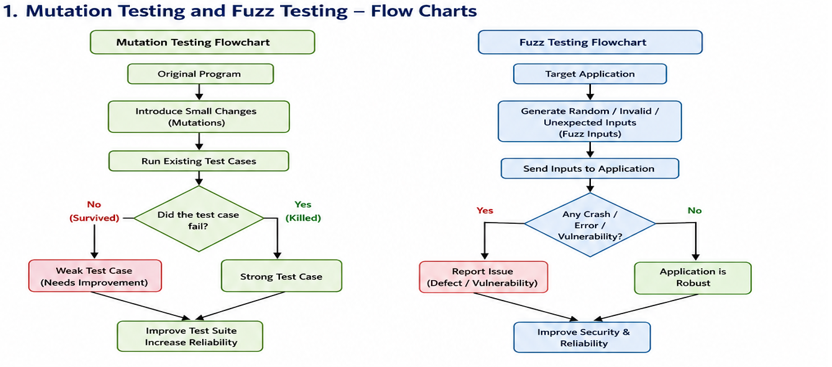 1. Mutation Testing and Fuzz Testing – Flow Charts
Mutation Testing Flowchart
Original Program
Introduce Small Changes
(Mutations)
Run Existing Test Cases
Did the test case
fail?
No
(Survived)
Yes
(Killed)
Weak Test Case
(Needs Improvement)
Strong Test Case
Improve Test Suite
Increase Reliability
Fuzz Testing Flowchart
Target Application
Generate Random / Invalid /
Unexpected Inputs
(Fuzz Inputs)
Send Inputs to Application
Any Crash /
Error /
Vulnerability?
Yes
No
Report Issue
(Defect / Vulnerability)
Application is
Robust
Improve Security &
Reliability